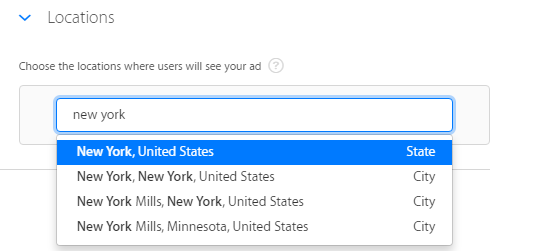 Locations
Choose the locations where users will see your ad ?
new york
New York, United States State
New York, New York, United States City
New York Mills, New York, United States City
New York Mills, Minnesota, United States City